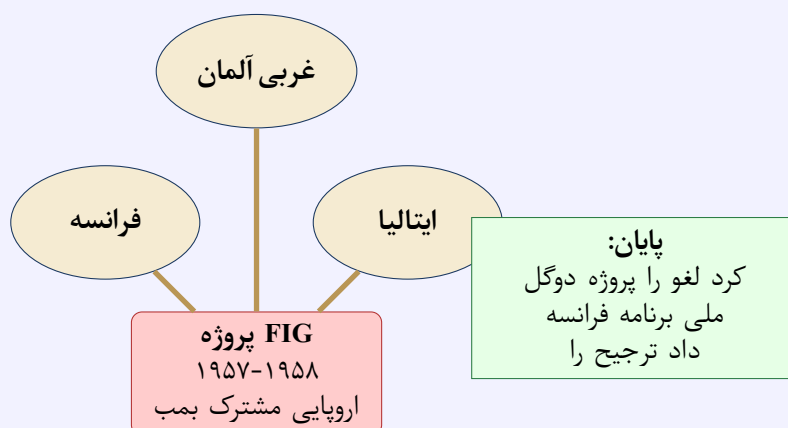 غربی آلمان
فرانسه
ایتالیا
FIG پروژه
۱۹۵۷-۱۹۵۸
اروپایی مشترک بمب
پایان:
کرد لغو را پروژه دوگل
ملی برنامه فرانسه
داد ترجیح را